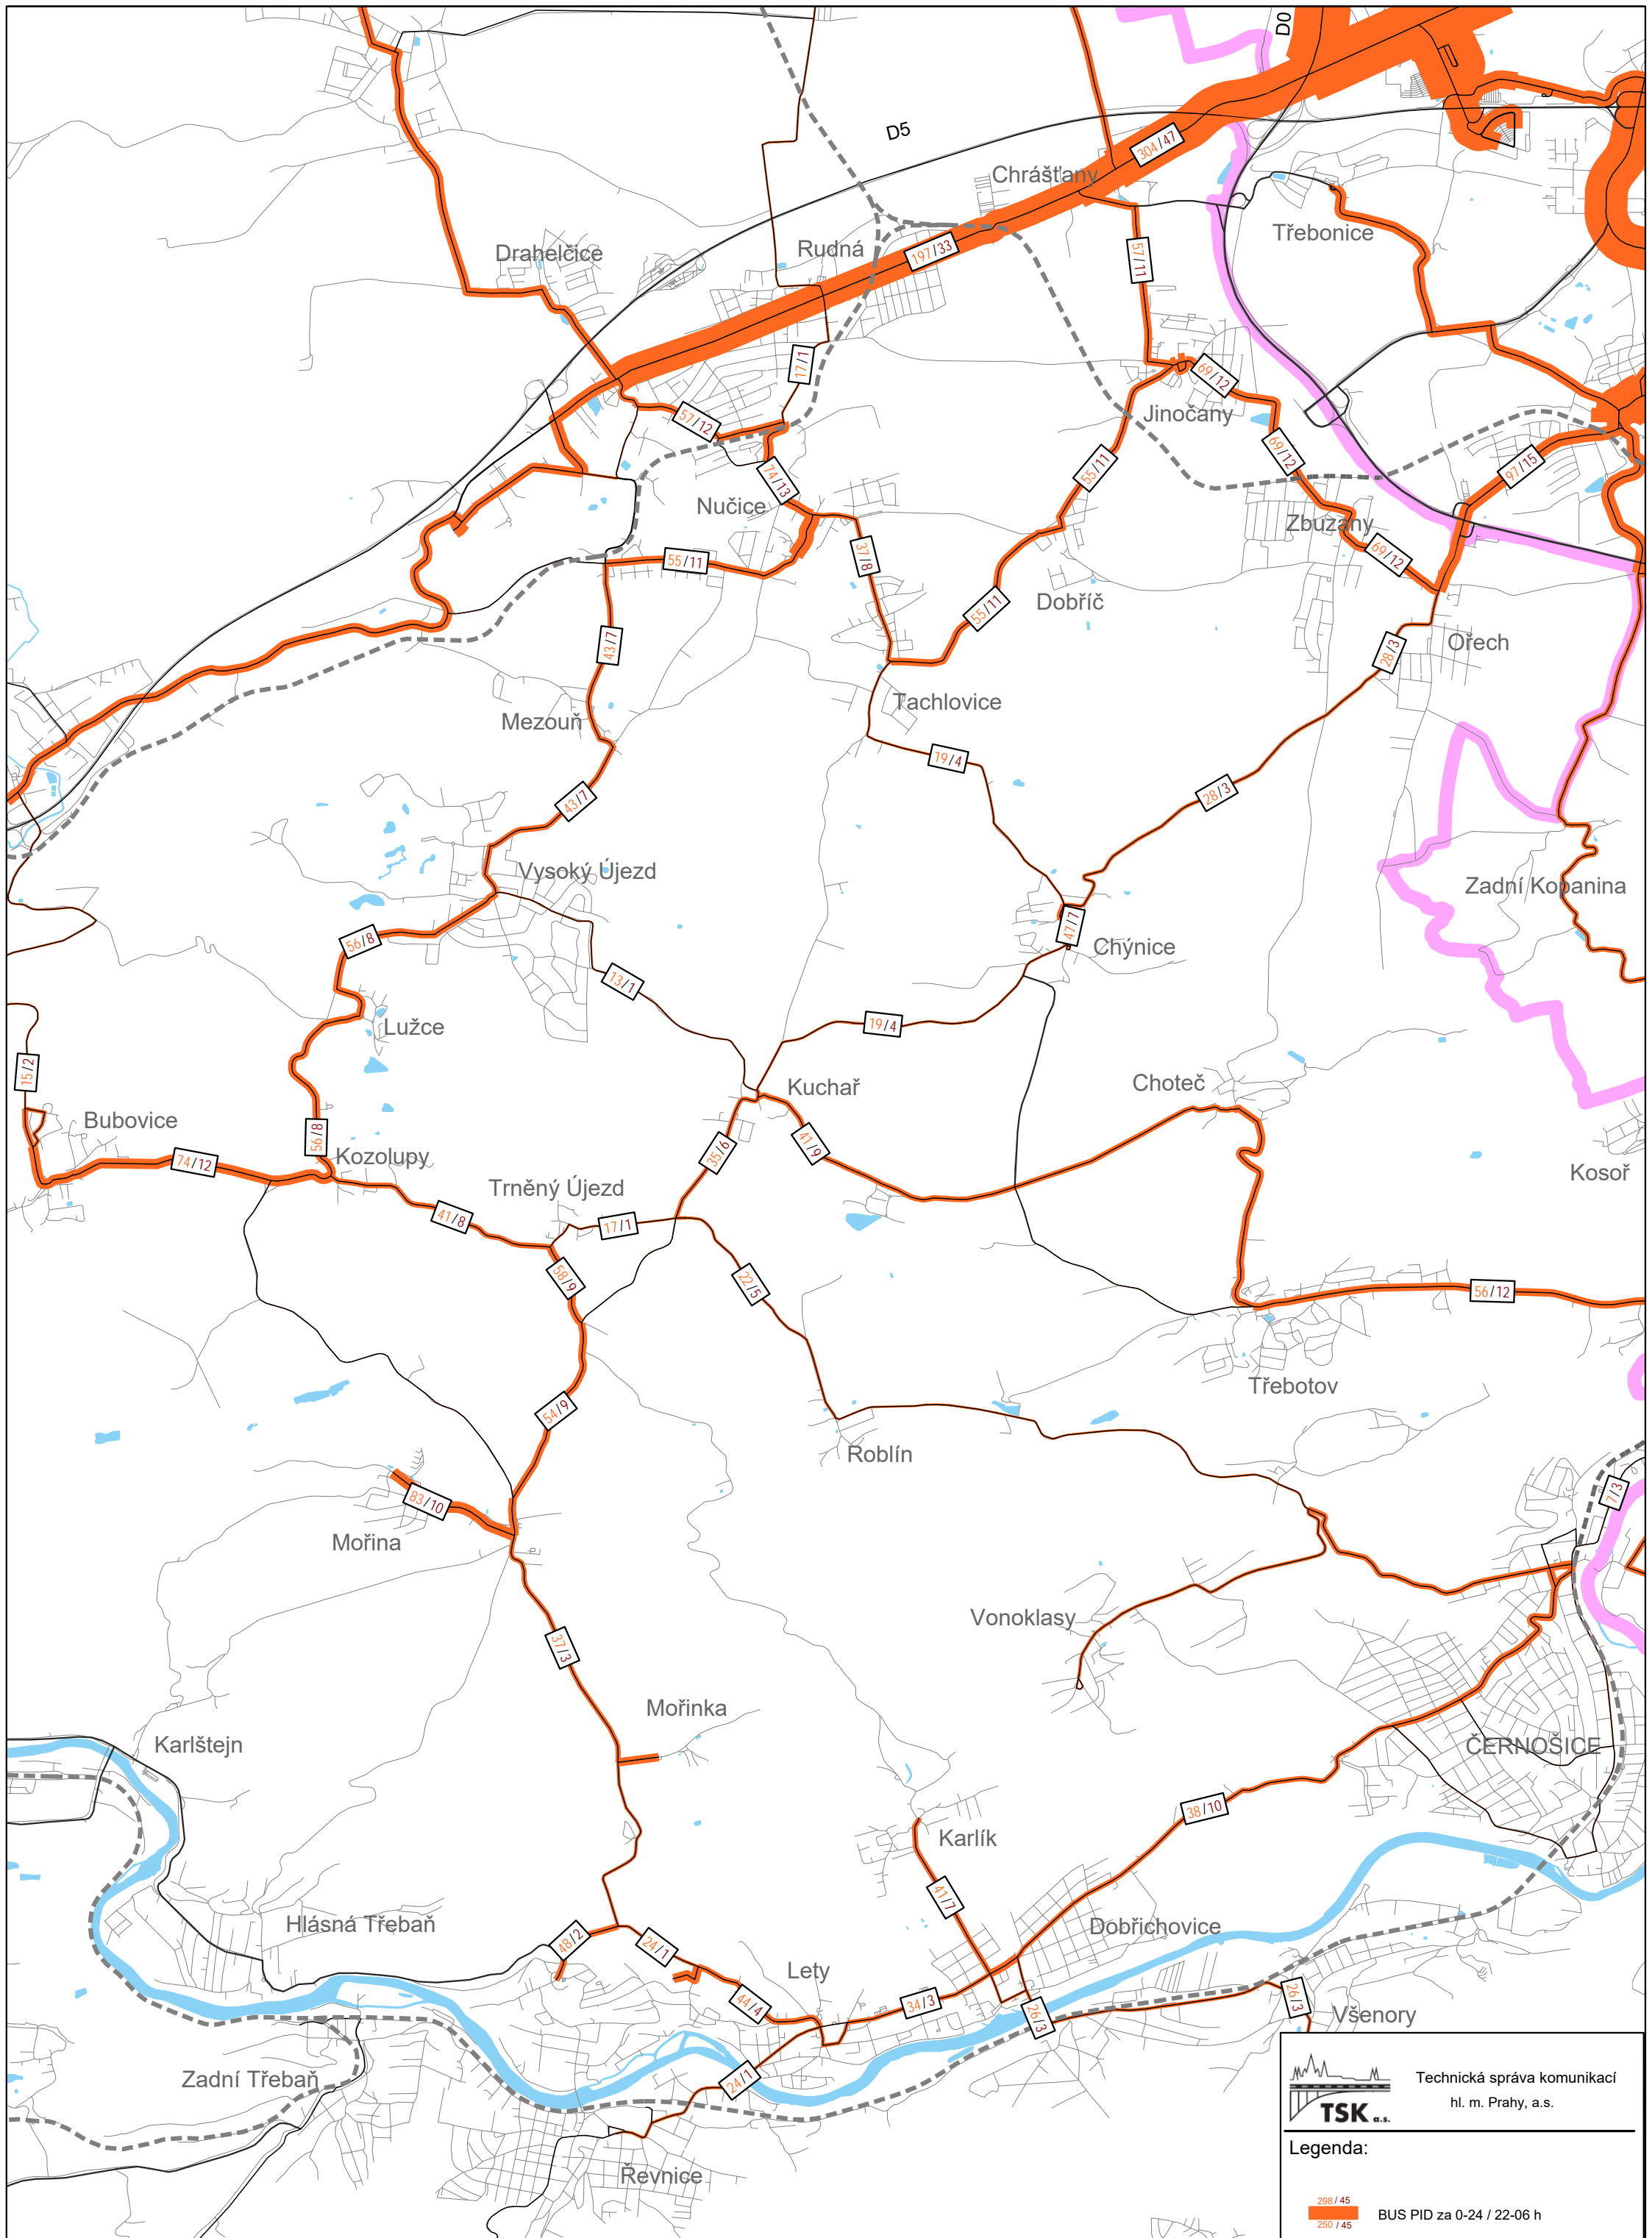 D0
D5
304/47
Chrášťany
Třebonice
Drahelčice
Rudná
197/33
57/11
17/1
69/12
Jinočany
57/12
69/12
55/11
97/15
74/13
Nučice
Zbuzany
37/8
55/11
69/12
55/11
Dobříč
43/7
28/3
Ořech
Tachlovice
Mezouň
19/4
43/7
28/3
Vysoký Újezd
Zadní Kopanina
56/8
47/7
Chýnice
13/1
Lužce
19/4
15/2
Kuchař
Choteč
Bubovice
56/8
41/9
35/6
Kozolupy
74/12
Kosoř
Trněný Újezd
41/8
17/1
58/9
22/5
56/12
Třebotov
54/9
Roblín
83/10
7/3
Mořina
Vonoklasy
37/3
Mořinka
Karlštejn
ČERNOŠICE
38/10
Karlík
41/7
Hlásná Třebaň
Dobřichovice
48/2
24/1
Lety
44/4
34/3
26/3
26/3
Všenory
24/1
Zadní Třebaň
Řevnice
TSK a.s.
Technická správa komunikací
hl. m. Prahy, a.s.
Legenda:
298 / 45
BUS PID za 0-24 / 22-06 h
250 / 45